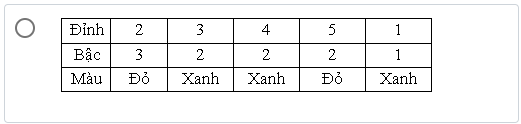 Đỉnh 2 3 4 5 1
Bậc 3 2 2 2 1
Màu Đỏ Xanh Xanh Đỏ Xanh